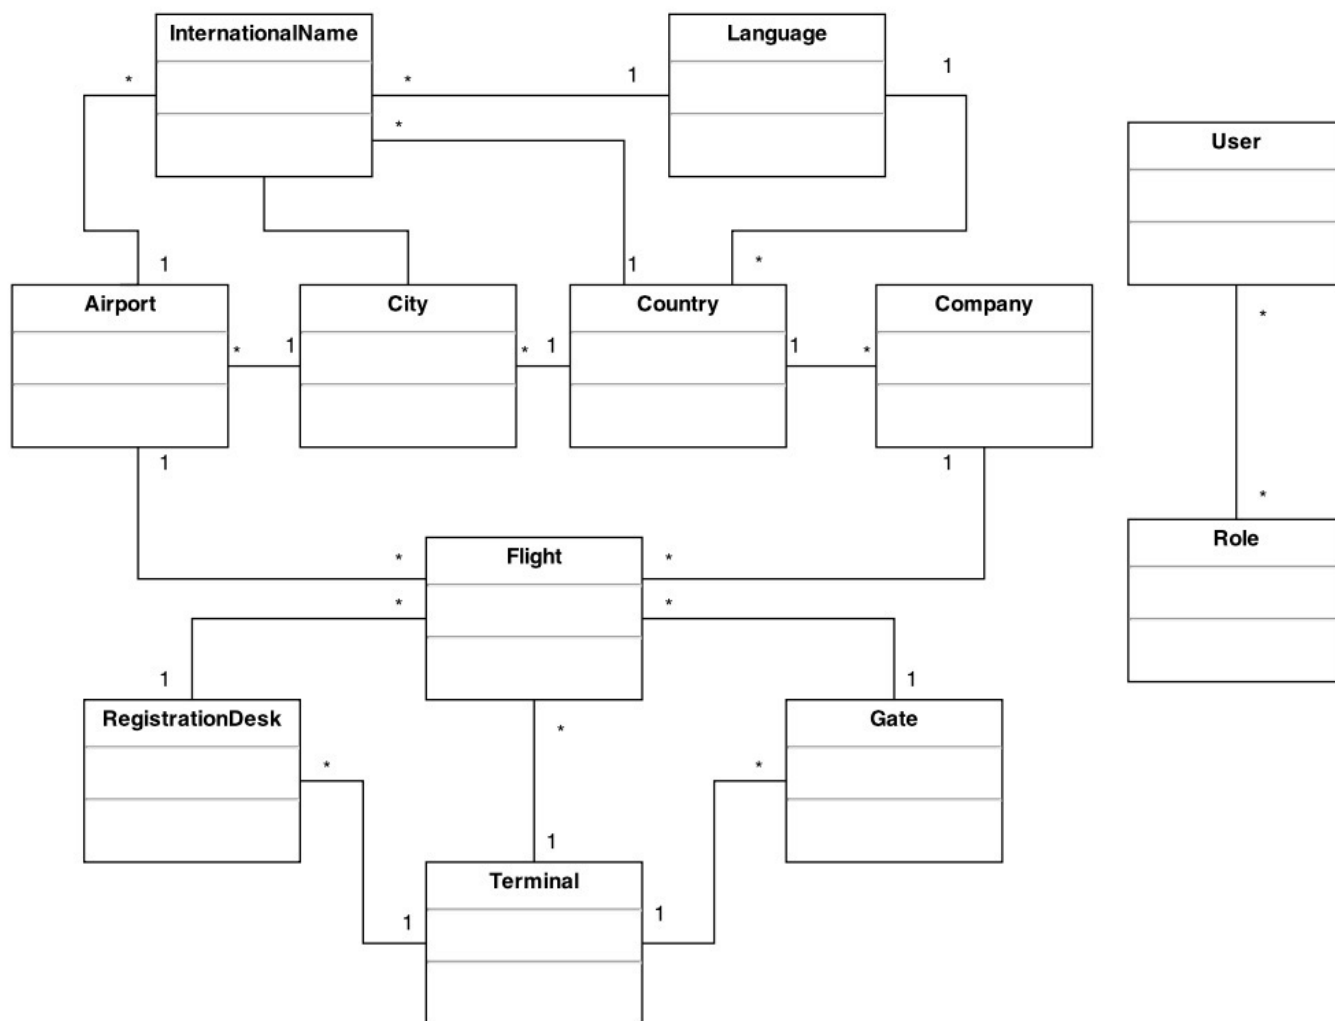 InternationalName
Language
* * 1 1
*
User
1 1 *
*
Airport
City
Country
Company
* 1 * 1 1 *
1 1
*
Role
* Flight *
* *
1 1
*
RegistrationDesk
Gate
* *
1
Terminal
1 1